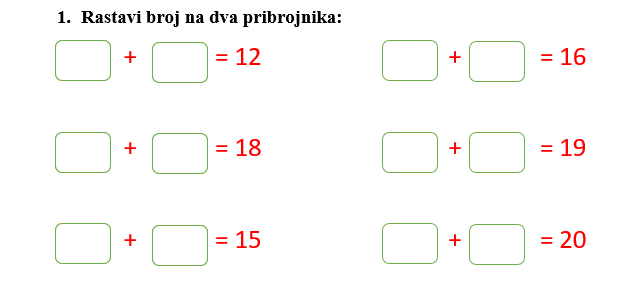 1. Rastavi broj na dva pribrojnika:
+ = 12 + = 16
+ = 18 + = 19
+ = 15 + = 20